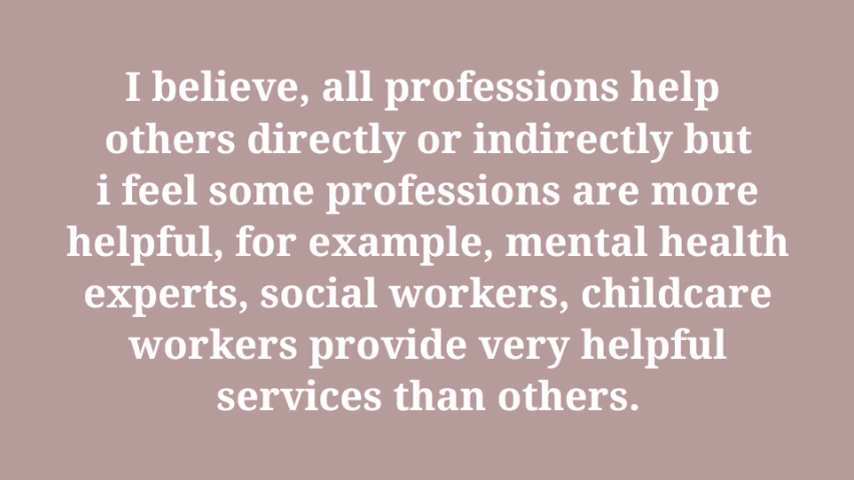 I believe, all professions help
others directly or indirectly but
i feel some professions are more
helpful, for example, mental health
experts, social workers, childcare
workers provide very helpful
services than others.